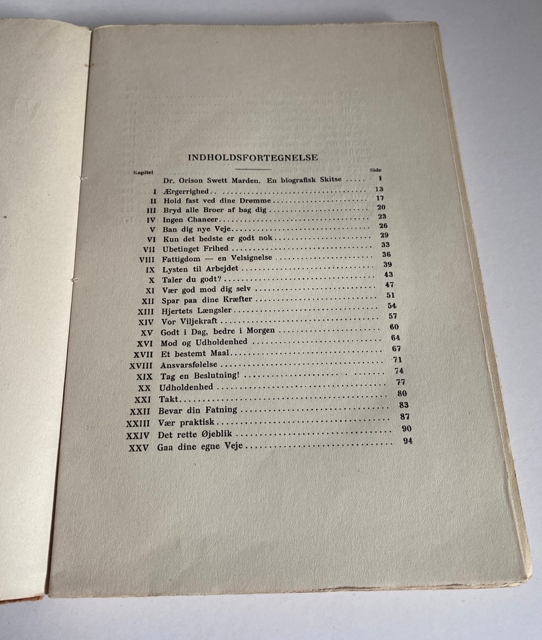 INDHOLDSFORTEGNELSE
Kapitel Side
Dr. Orison Swett Marden. En biografisk Skitse ..... 1
I Ærgerrighed.. ............................ 13
II Hold fast ved dine Drømme................. 17
III Bryd alle Broer af bag dig ................. 20
IV Ingen Chancer............................ 23
V Ban dig nye Veje.......................... 26
VI Kun det bedste er godt nok................. 29
VII Ubetinget Frihed .......................... 33
VIII Fattigdom — en Velsignelse ................ 36
IX Lysten til Arbejdet ........................ 39
X Taler du godt?............................ 43
XI Vær god mod dig selv ..................... 47
XII Spar paa dine Kræfter ..................... 51
XIII Hjertets Længsler......................... 54
XIV Vor Viljekraft ............................ 57
XV Godt i Dag, bedre i Morgen ................ 60
XVI Mod og Udholdenhed ..................... 64
XVII Et bestemt Maal.......................... 67
XVIII Ansvarsfølelse ........................... 71
XIX Tag en Beslutning! ....................... 74
XX Udholdenhed ............................ 77
XXI Takt.................................... 80
XXII Bevar din Fatning ........................ 83
XXIII Vær praktisk............................. 87
XXIV Det rette Øjeblik ......................... 90
XXV Gaa dine egne Veje....................... 94